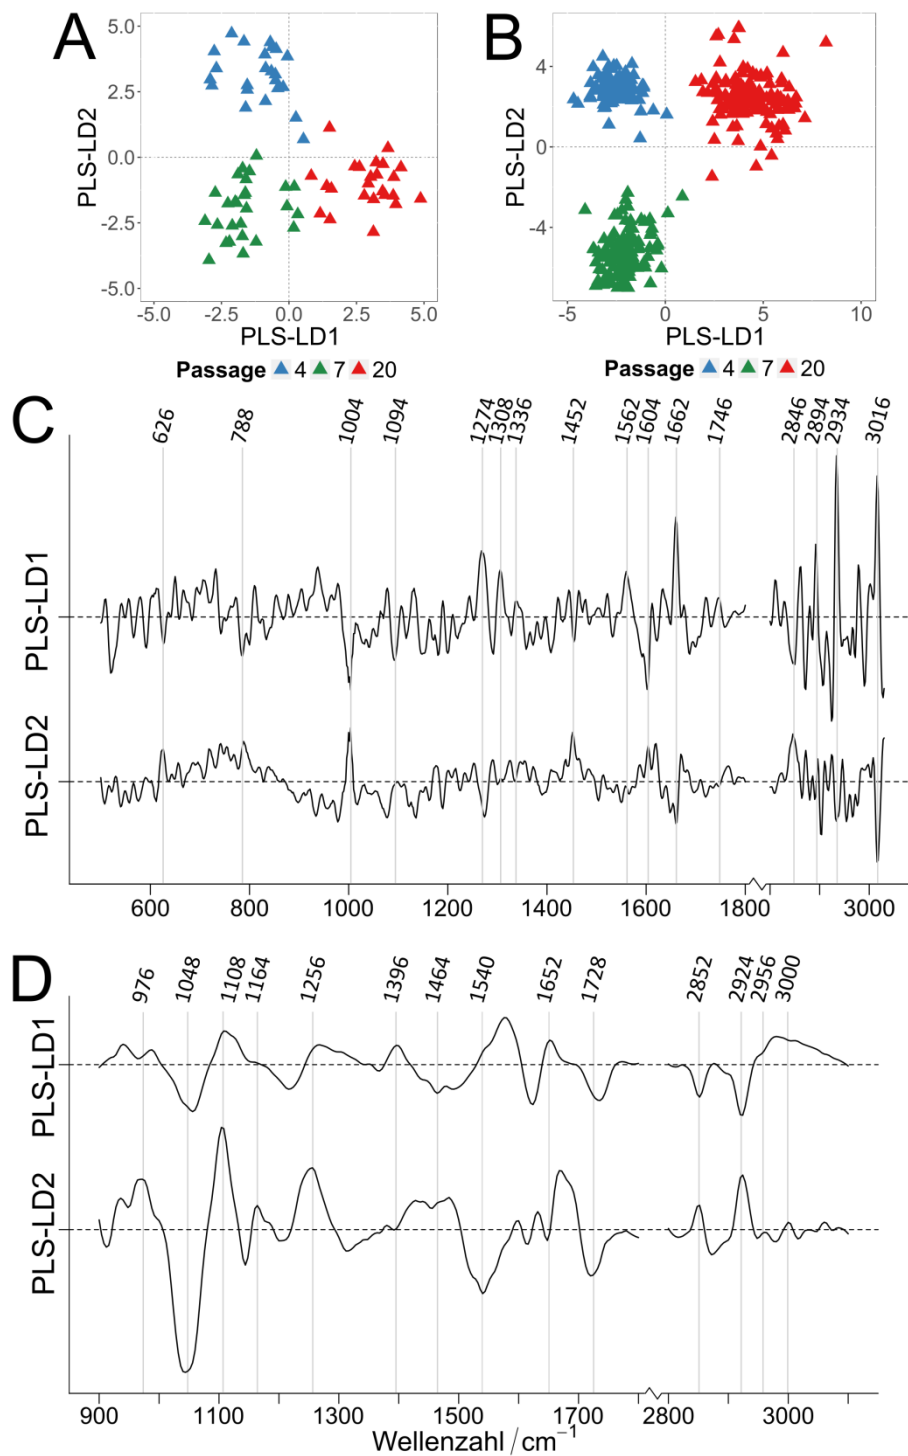 A
B
PLS-LD2
5.0
2.5
0.0
-2.5
-5.0
-5.0 -2.5 0.0 2.5 5.0
PLS-LD1
PLS-LD2
4
0
-4
-5 0 5 10
PLS-LD1
Passage 4 7 20
Passage 4 7 20
C
626 788 1004 1094 1274 1308 1336 1452 1562 1604 1662 1746 2846 2894 2934 3016
PLS-LD1
PLS-LD2
600 800 1000 1200 1400 1600 1800 3000
D
976 1048 1108 1164 1256 1396 1464 1540 1652 1728 2852 2924 2956 3000
PLS-LD1
PLS-LD2
900 1100 1300 1500 1700 2800 3000
Wellenzahl / cm⁻¹